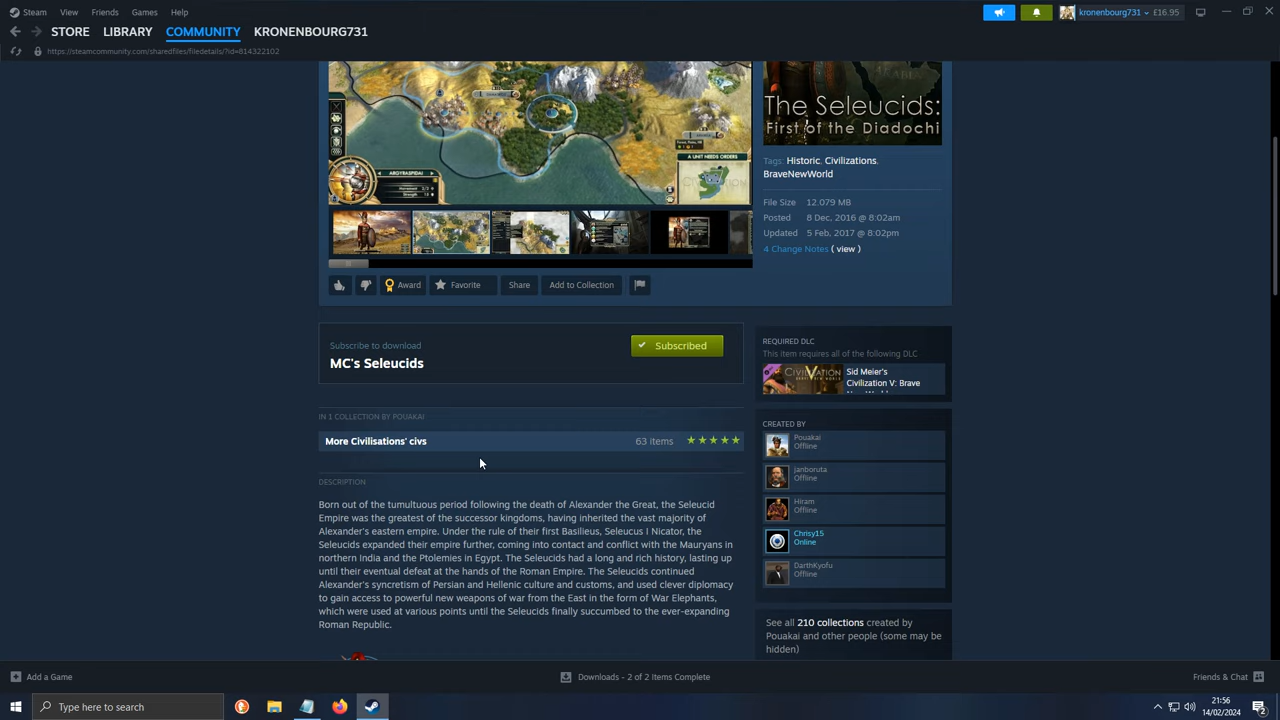 Steam View Friends Games Help
kronenbourg731 £16.95
STORE LIBRARY COMMUNITY KRONENBOURG731
https://steamcommunity.com/sharedfiles/filedetails/?id=814322102
The Seleucids:
First of the Diadochi
ARGYRASPIDAI
A UNIT NEEDS ORDERS
Tags: Historic, Civilizations,
BraveNewWorld
File Size 12.079 MB
Posted 8 Dec, 2016 @ 8:02am
Updated 5 Feb, 2017 @ 8:02pm
4 Change Notes ( view )
Award Favorite Share Add to Collection
Subscribe to download
MC's Seleucids
Subscribed
IN 1 COLLECTION BY POUAKAI
More Civilisations' civs 63 items
DESCRIPTION
Born out of the tumultuous period following the death of Alexander the Great, the Seleucid
Empire was the greatest of the successor kingdoms, having inherited the vast majority of
Alexander's eastern empire. Under the rule of their first Basilieus, Seleucus I Nicator, the
Seleucids expanded their empire further, coming into contact and conflict with the Mauryans in
northern India and the Ptolemies in Egypt. The Seleucids had a long and rich history, lasting up
until their eventual defeat at the hands of the Roman Empire. The Seleucids continued
Alexander's syncretism of Persian and Hellenic culture and customs, and used clever diplomacy
to gain access to powerful new weapons of war from the East in the form of War Elephants,
which were used at various points until the Seleucids finally succumbed to the ever-expanding
Roman Republic.
REQUIRED DLC
This item requires all of the following DLC
Sid Meier's
Civilization V: Brave
CREATED BY
Pouakai
Offline
janboruta
Offline
Hiram
Offline
Chrisy15
Online
DarthKyofu
Offline
See all 210 collections created by
Pouakai and other people (some may be
hidden)
Add a Game
Downloads - 2 of 2 Items Complete
Friends & Chat
Type here to search
21:56
14/02/2024
2